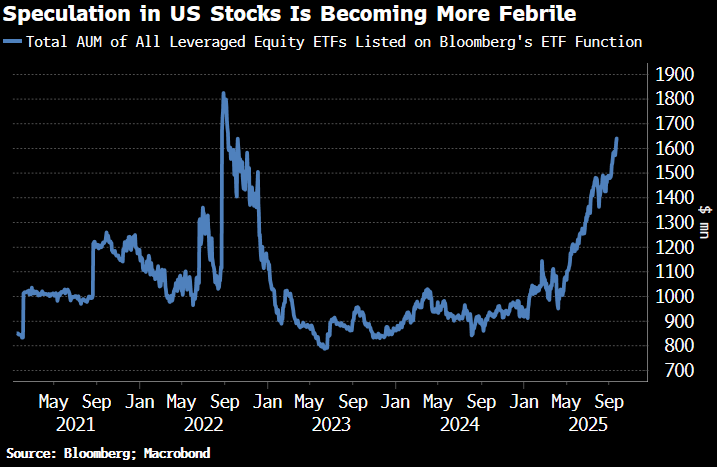 Speculation in US Stocks Is Becoming More Febrile
Total AUM of All Leveraged Equity ETFs Listed on Bloomberg's ETF Function
1900
1800
1700
1600
1500
1400
1300
1200
1100
1000
900
800
700
$ mn
May Sep Jan May Sep Jan May Sep Jan May Sep Jan May Sep
2021 2022 2023 2024 2025
Source: Bloomberg; Macrobond